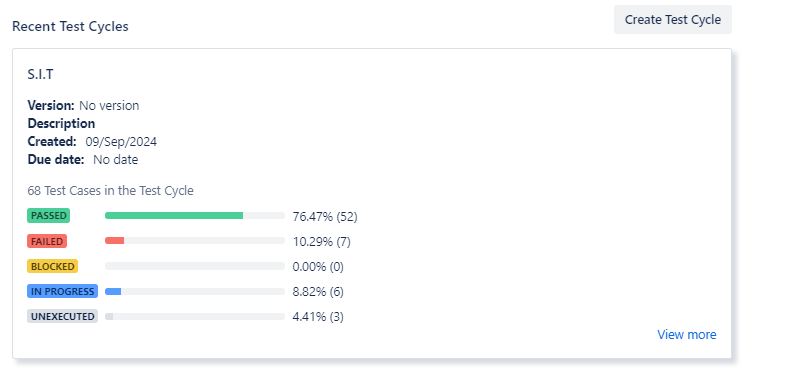 Recent Test Cycles
Create Test Cycle
S.I.T
Version: No version
Description
Created: 09/Sep/2024
Due date: No date
68 Test Cases in the Test Cycle
PASSED 76.47% (52)
FAILED 10.29% (7)
BLOCKED 0.00% (0)
IN PROGRESS 8.82% (6)
UNEXECUTED 4.41% (3)
View more